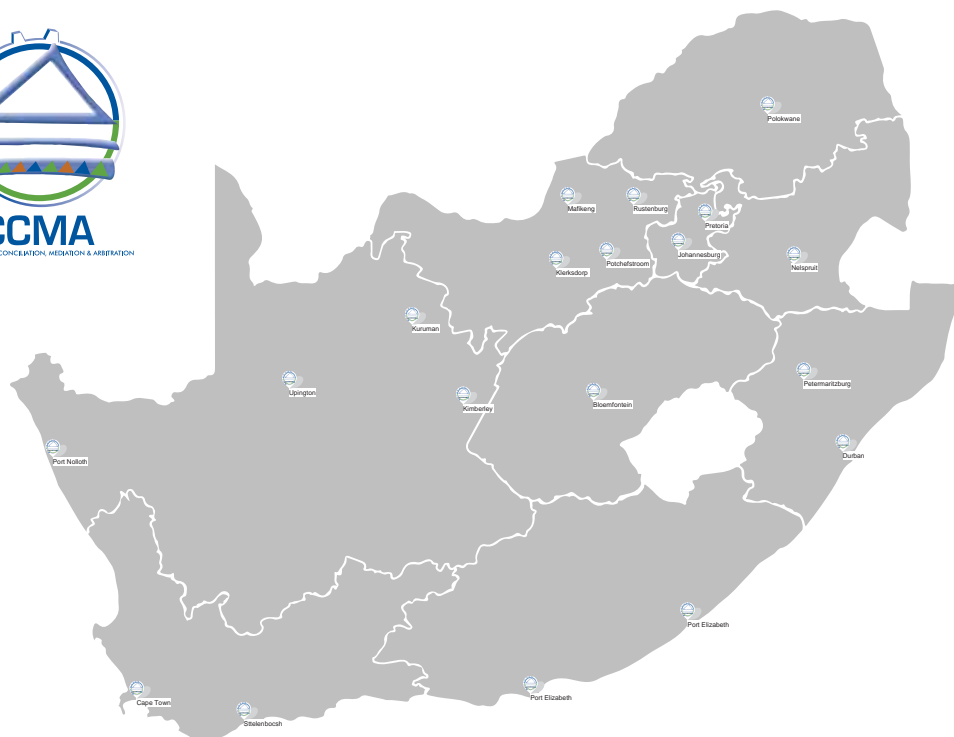 CCMA
CONCILIATION, MEDIATION & ARBITRATION
Polokwane
Mafikeng
Rustenburg
Pretoria
Johannesburg
Potchefstroom
Klerksdorp
Nelspruit
Kuruman
Upington
Kimberley
Bloemfontein
Petermaritzburg
Durban
Port Nolloth
Port Elizabeth
Port Elizabeth
Cape Town
Sttelenbocsh